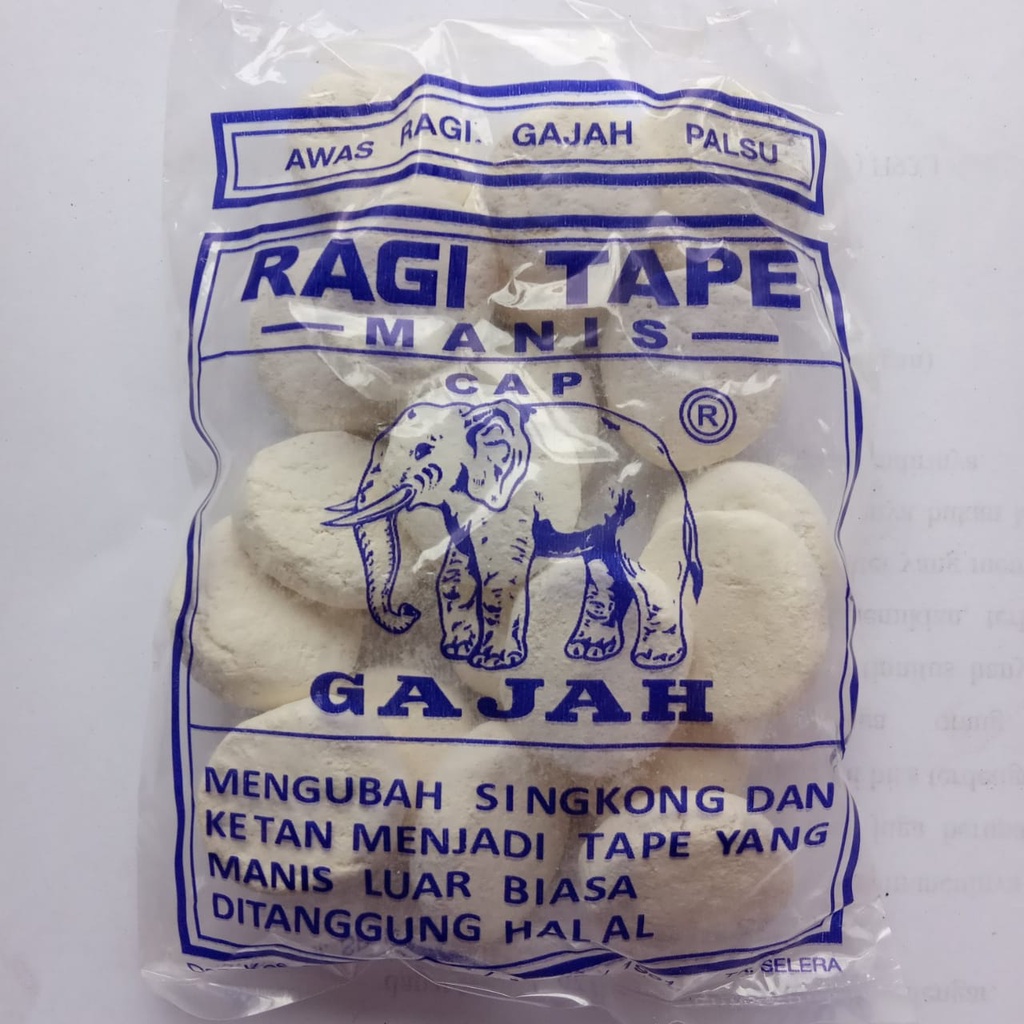 AWAS RAGI GAJAH PALSU
RAGI TAPE
MANIS
CAP
®
GAJAH
MENGUBAH SINGKONG DAN
KETAN MENJADI TAPE YANG
MANIS LUAR BIASA
DITANGGUNG HALAL
SELERA